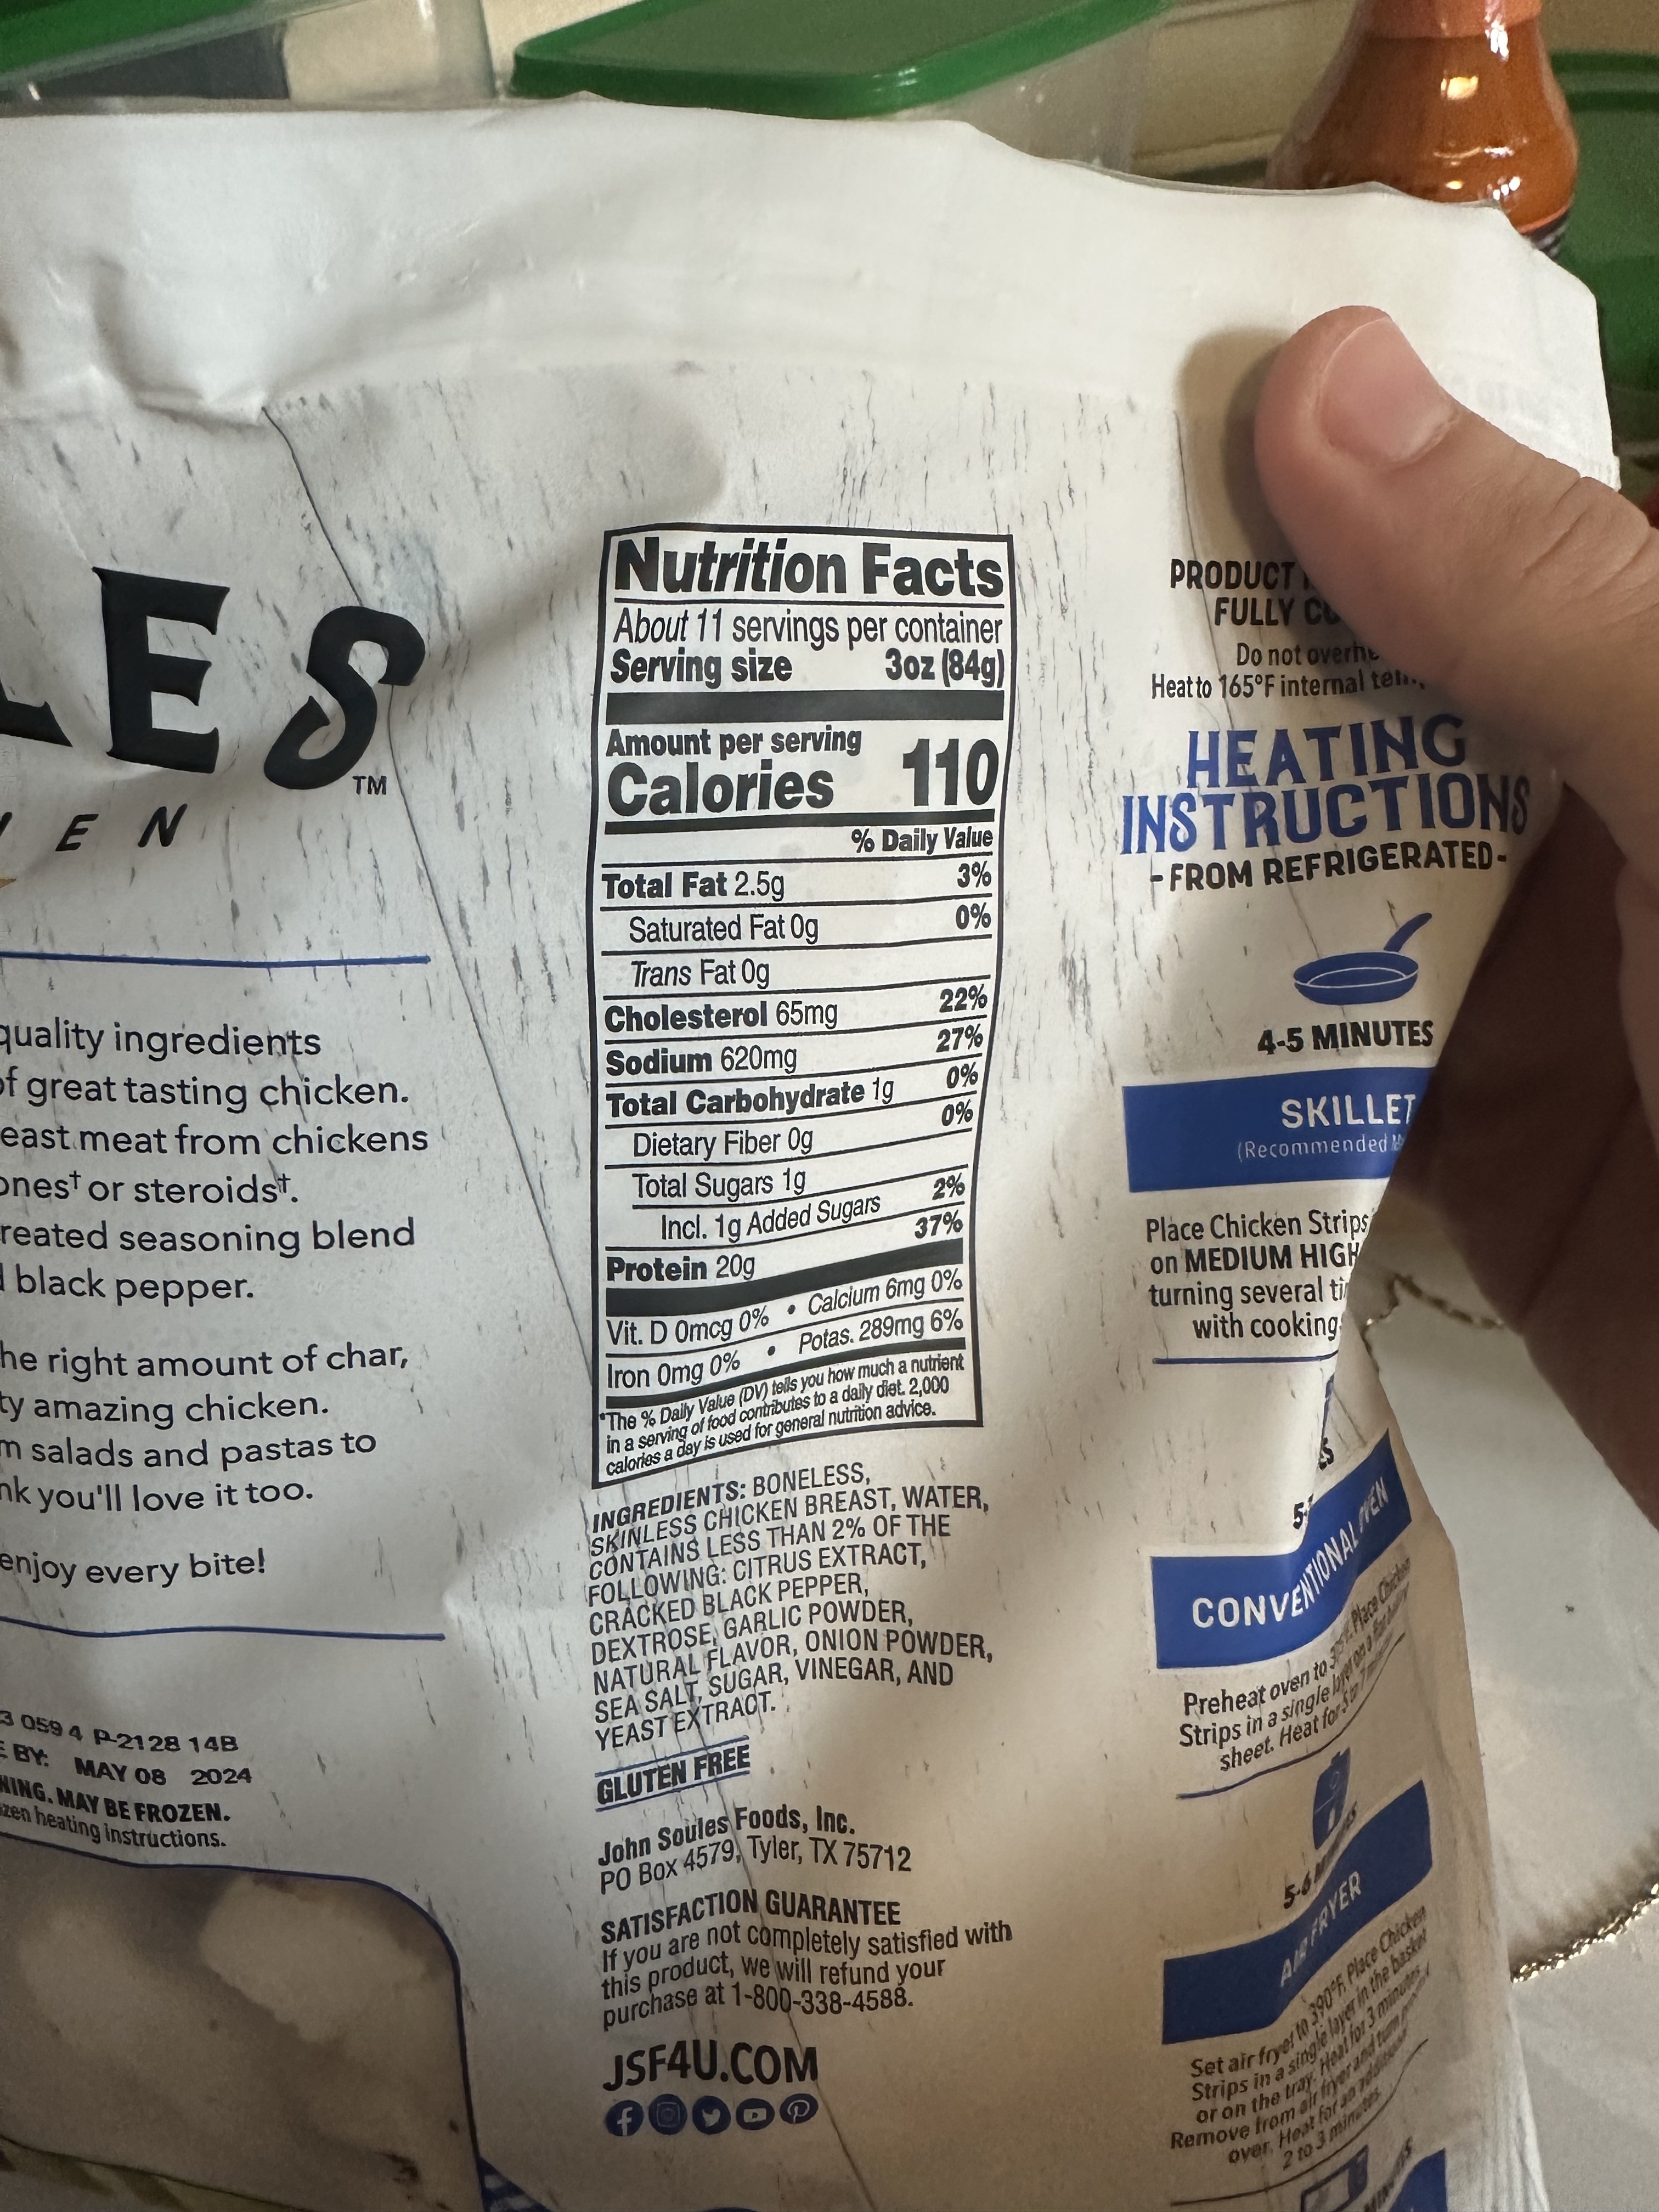 LES
TM
EN
quality ingredients
of great tasting chicken.
east meat from chickens
ones† or steroids†.
reated seasoning blend
black pepper.
he right amount of char,
ty amazing chicken.
m salads and pastas to
nk you'll love it too.
enjoy every bite!
3 059 4 P-2128 14B
E BY: MAY 08 2024
NING. MAY BE FROZEN.
zen heating instructions.
Nutrition Facts
About 11 servings per container
Serving size 3oz (84g)
Amount per serving
Calories 110
% Daily Value
Total Fat 2.5g 3%
Saturated Fat 0g 0%
Trans Fat 0g
Cholesterol 65mg 22%
Sodium 620mg 27%
Total Carbohydrate 1g 0%
Dietary Fiber 0g 0%
Total Sugars 1g
Incl. 1g Added Sugars 2%
Protein 20g 37%
Vit. D 0mcg 0% • Calcium 6mg 0%
Iron 0mg 0% • Potas. 289mg 6%
*The % Daily Value (DV) tells you how much a nutrient
in a serving of food contributes to a daily diet. 2,000
calories a day is used for general nutrition advice.
INGREDIENTS: BONELESS,
SKINLESS CHICKEN BREAST, WATER,
CONTAINS LESS THAN 2% OF THE
FOLLOWING: CITRUS EXTRACT,
CRACKED BLACK PEPPER,
DEXTROSE, GARLIC POWDER,
NATURAL FLAVOR, ONION POWDER,
SEA SALT, SUGAR, VINEGAR, AND
YEAST EXTRACT.
GLUTEN FREE
John Soules Foods, Inc.
PO Box 4579, Tyler, TX 75712
SATISFACTION GUARANTEE
If you are not completely satisfied with
this product, we will refund your
purchase at 1-800-338-4588.
JSF4U.COM
PRODUCT
FULLY CO
Do not overhe
Heat to 165°F internal tem
HEATING
INSTRUCTIONS
-FROM REFRIGERATED-
4-5 MINUTES
SKILLET
(Recommended
Place Chicken Strips
on MEDIUM HIGH
turning several ti
with cooking
5-
CONVENTIONAL OVEN
Preheat oven to Place Chicken
Strips in a single layer on a
sheet. Heat for 5 to 7
5-6 MINUTES
AIR FRYER
Set air fryer to 390°F. Place Chicken
Strips in a single layer in the basket
or on the tray. Heat for 3 minutes.
Remove from air fryer and turn
over. Heat for an additional
2 to 3 minutes.
MINUTES